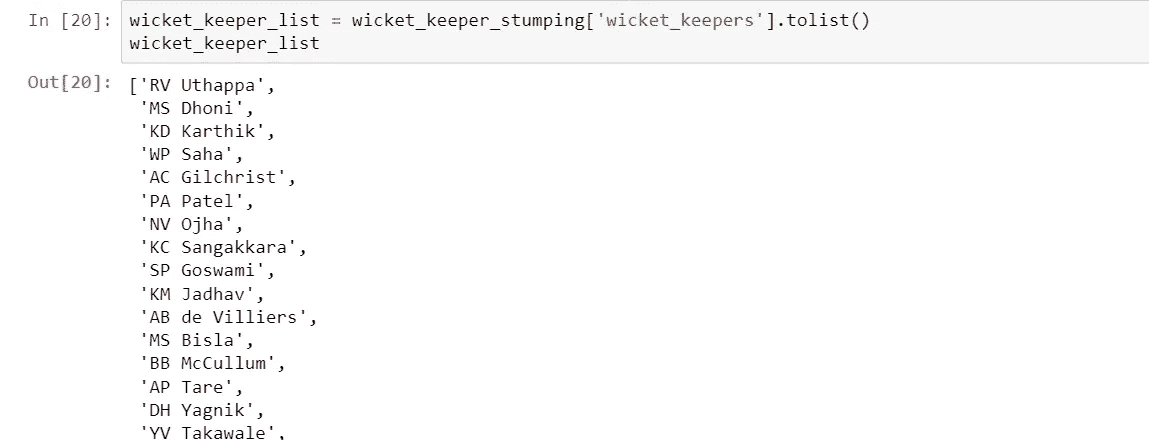 In [20]: wicket_keeper_list = wicket_keeper_stumping['wicket_keepers'].tolist()
wicket_keeper_list
Out[20]: ['RV Uthappa',
'MS Dhoni',
'KD Karthik',
'WP Saha',
'AC Gilchrist',
'PA Patel',
'NV Ojha',
'KC Sangakkara',
'SP Goswami',
'KM Jadhav',
'AB de Villiers',
'MS Bisla',
'BB McCullum',
'AP Tare',
'DH Yagnik',
'YV Takawale',